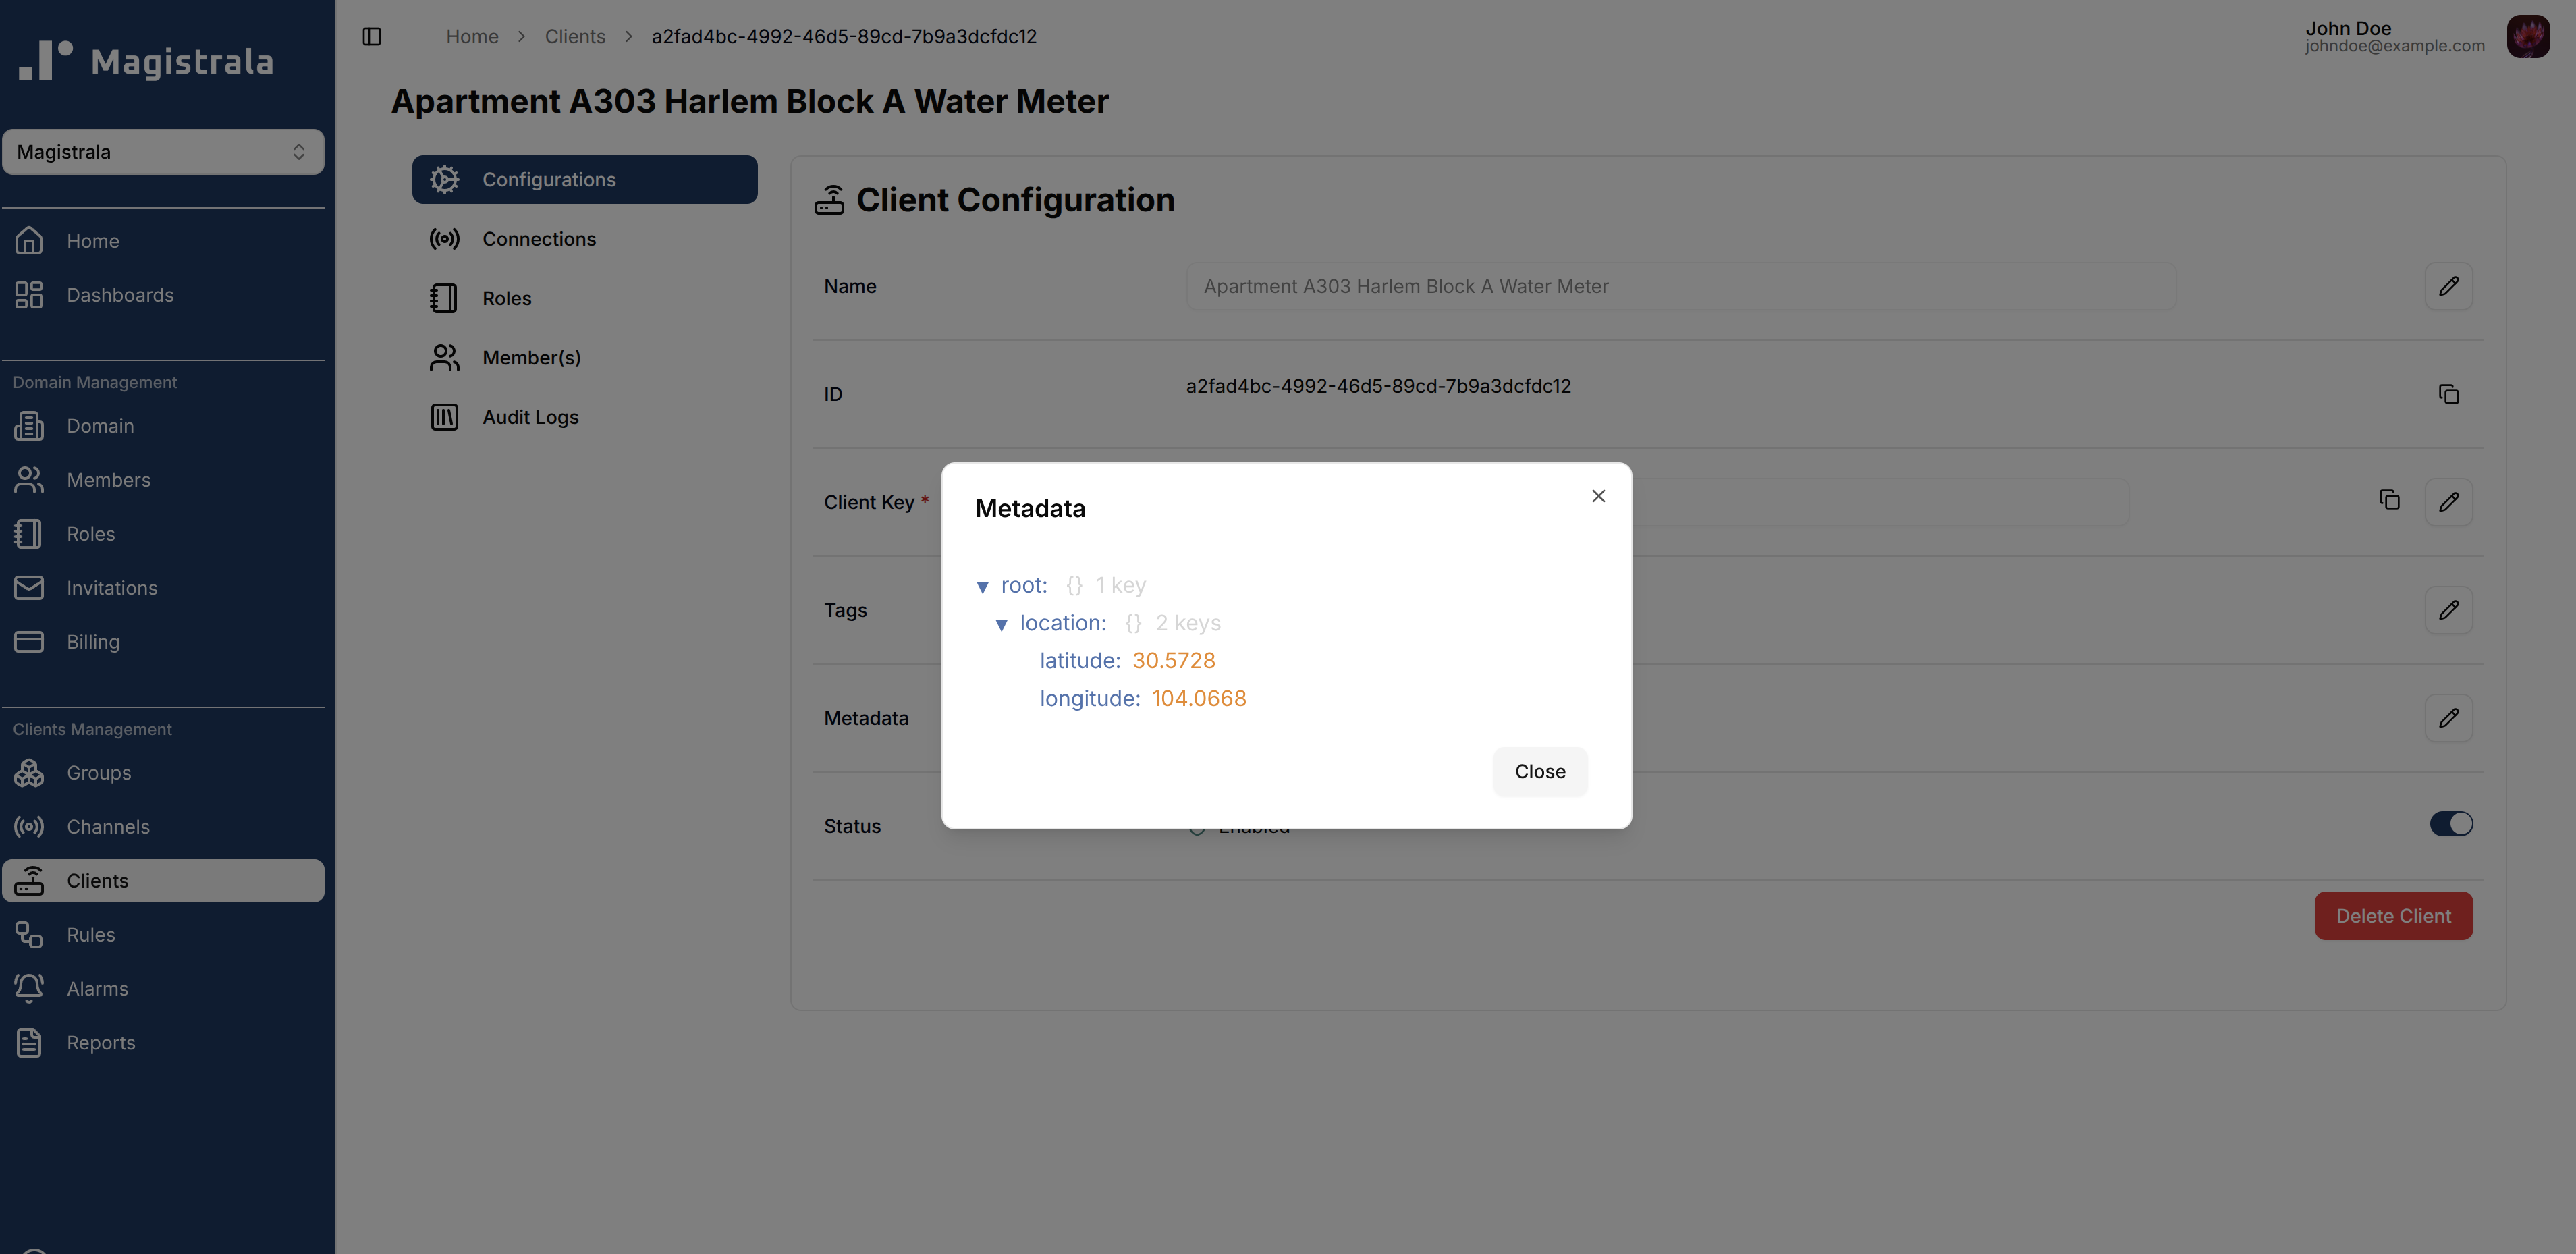 Magistrala
Magistrala
Home
Dashboards
Domain Management
Domain
Members
Roles
Invitations
Billing
Clients Management
Groups
Channels
Clients
Rules
Alarms
Reports
Home > Clients > a2fad4bc-4992-46d5-89cd-7b9a3dcfdc12
John Doe
johndoe@example.com
Apartment A303 Harlem Block A Water Meter
Configurations
Connections
Roles
Member(s)
Audit Logs
Client Configuration
Name Apartment A303 Harlem Block A Water Meter
ID a2fad4bc-4992-46d5-89cd-7b9a3dcfdc12
Client Key *
Tags
Metadata
Status Enabled
Delete Client
Metadata
root: {} 1 key
location: {} 2 keys
latitude: 30.5728
longitude: 104.0668
Close